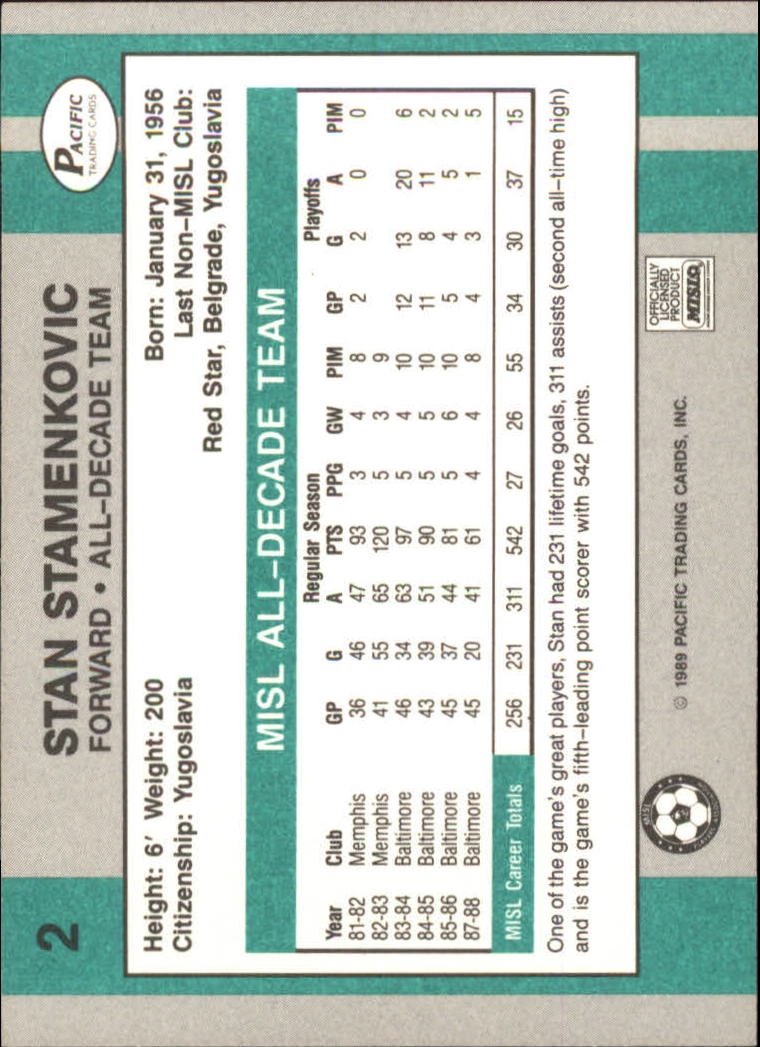 2
STAN STAMENKOVIC
FORWARD • ALL–DECADE TEAM
PACIFIC
TRADING CARDS
Height: 6′ Weight: 200 Born: January 31, 1956
Citizenship: Yugoslavia Last Non–MISL Club:
Red Star, Belgrade, Yugoslavia
MISL ALL–DECADE TEAM
Regular Season Playoffs
Year Club GP G A PTS PPG GW PIM GP G A PIM
81-82 Memphis 36 46 47 93 3 4 8 2 2 0 0
82-83 Memphis 41 55 65 120 5 3 9
83-84 Baltimore 46 34 63 97 5 4 10 12 13 20 6
84-85 Baltimore 43 39 51 90 5 5 10 11 8 11 2
85-86 Baltimore 45 37 44 81 5 6 10 5 4 5 2
87-88 Baltimore 45 20 41 61 4 4 8 4 3 1 5
MISL Career Totals 256 231 311 542 27 26 55 34 30 37 15
One of the game's great players, Stan had 231 lifetime goals, 311 assists (second all–time high)
and is the game's fifth–leading point scorer with 542 points.
MISL
© 1989 PACIFIC TRADING CARDS, INC.
OFFICIALLY
LICENSED
PRODUCT
MISL